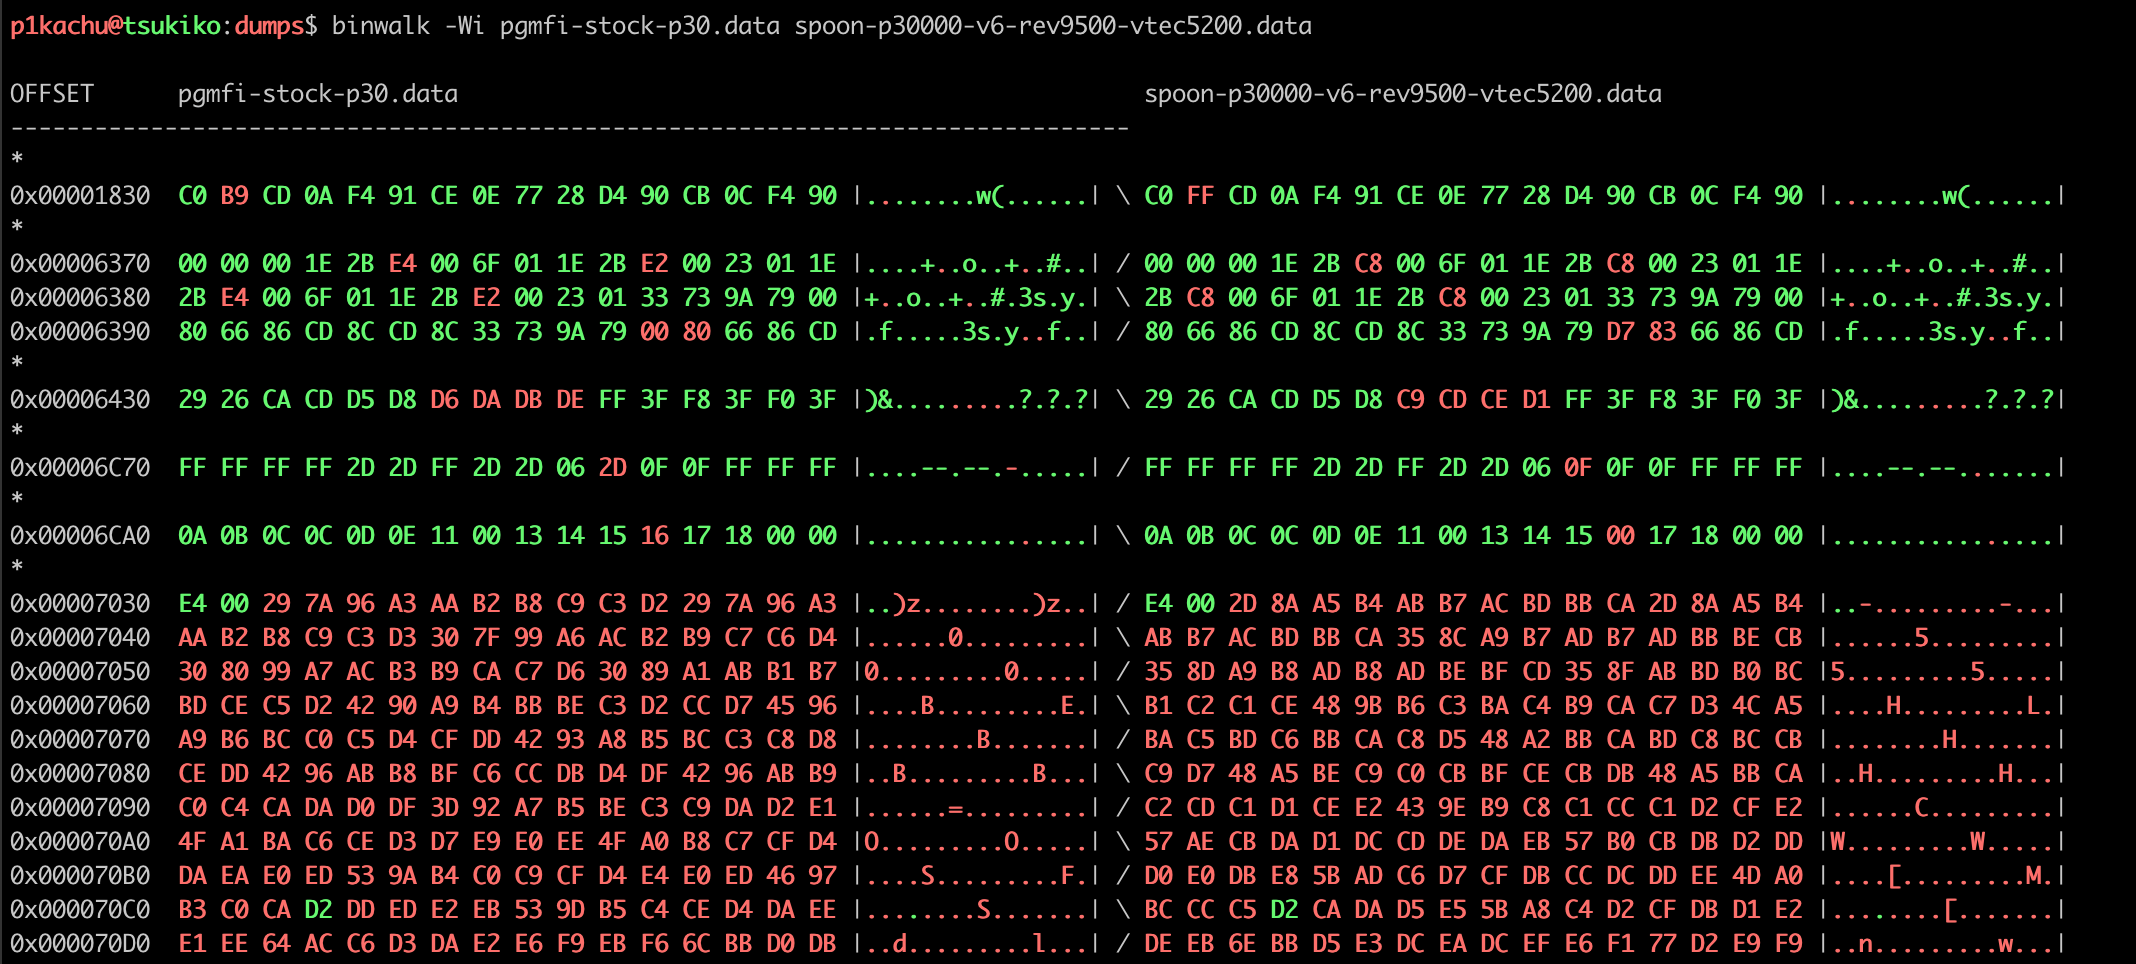 p1kachu@tsukiko:dumps$ binwalk -Wi pgmfi-stock-p30.data spoon-p30000-v6-rev9500-vtec5200.data
OFFSET      pgmfi-stock-p30.data                                                 spoon-p30000-v6-rev9500-vtec5200.data
--------------------------------------------------------------------------------
*
0x00001830  C0 B9 CD 0A F4 91 CE 0E 77 28 D4 90 CB 0C F4 90 |........w(......| \ C0 FF CD 0A F4 91 CE 0E 77 28 D4 90 CB 0C F4 90 |........w(......|
*
0x00006370  00 00 00 1E 2B E4 00 6F 01 1E 2B E2 00 23 01 1E |....+..o..+..#..| / 00 00 00 1E 2B C8 00 6F 01 1E 2B C8 00 23 01 1E |....+..o..+..#..|
0x00006380  2B E4 00 6F 01 1E 2B E2 00 23 01 33 73 9A 79 00 |+..o..+..#.3s.y.| \ 2B C8 00 6F 01 1E 2B C8 00 23 01 33 73 9A 79 00 |+..o..+..#.3s.y.|
0x00006390  80 66 86 CD 8C CD 8C 33 73 9A 79 00 80 66 86 CD |.f.....3s.y..f..| / 80 66 86 CD 8C CD 8C 33 73 9A 79 D7 83 66 86 CD |.f.....3s.y..f..|
*
0x00006430  29 26 CA CD D5 D8 D6 DA DB DE FF 3F F8 3F F0 3F |)&.........?.?.?| \ 29 26 CA CD D5 D8 C9 CD CE D1 FF 3F F8 3F F0 3F |)&.........?.?.?|
*
0x00006C70  FF FF FF FF 2D 2D FF 2D 2D 06 2D 0F 0F FF FF FF |....--.--.-.....| / FF FF FF FF 2D 2D FF 2D 2D 06 0F 0F 0F FF FF FF |....--.--.......|
*
0x00006CA0  0A 0B 0C 0C 0D 0E 11 00 13 14 15 16 17 18 00 00 |................| \ 0A 0B 0C 0C 0D 0E 11 00 13 14 15 00 17 18 00 00 |................|
*
0x00007030  E4 00 29 7A 96 A3 AA B2 B8 C9 C3 D2 29 7A 96 A3 |..)z........)z..| / E4 00 2D 8A A5 B4 AB B7 AC BD BB CA 2D 8A A5 B4 |..-.........-...|
0x00007040  AA B2 B8 C9 C3 D3 30 7F 99 A6 AC B2 B9 C7 C6 D4 |......0.........| \ AB B7 AC BD BB CA 35 8C A9 B7 AD B7 AD BB BE CB |......5.........|
0x00007050  30 80 99 A7 AC B3 B9 CA C7 D6 30 89 A1 AB B1 B7 |0.........0.....| / 35 8D A9 B8 AD B8 AD BE BF CD 35 8F AB BD B0 BC |5.........5.....|
0x00007060  BD CE C5 D2 42 90 A9 B4 BB BE C3 D2 CC D7 45 96 |....B.........E.| \ B1 C2 C1 CE 48 9B B6 C3 BA C4 B9 CA C7 D3 4C A5 |....H.........L.|
0x00007070  A9 B6 BC C0 C5 D4 CF DD 42 93 A8 B5 BC C3 C8 D8 |........B.......| / BA C5 BD C6 BB CA C8 D5 48 A2 BB CA BD C8 BC CB |........H.......|
0x00007080  CE DD 42 96 AB B8 BF C6 CC DB D4 DF 42 96 AB B9 |..B.........B...| \ C9 D7 48 A5 BE C9 C0 CB BF CE CB DB 48 A5 BB CA |..H.........H...|
0x00007090  C0 C4 CA DA D0 DF 3D 92 A7 B5 BE C3 C9 DA D2 E1 |......=.........| / C2 CD C1 D1 CE E2 43 9E B9 C8 C1 CC C1 D2 CF E2 |......C.........|
0x000070A0  4F A1 BA C6 CE D3 D7 E9 E0 EE 4F A0 B8 C7 CF D4 |O.........O.....| \ 57 AE CB DA D1 DC CD DE DA EB 57 B0 CB DB D2 DD |W.........W.....|
0x000070B0  DA EA E0 ED 53 9A B4 C0 C9 CF D4 E4 E0 ED 46 97 |....S.........F.| / D0 E0 DB E8 5B AD C6 D7 CF DB CC DC DD EE 4D A0 |....[.........M.|
0x000070C0  B3 C0 CA D2 DD ED E2 EB 53 9D B5 C4 CE D4 DA EE |........S.......| \ BC CC C5 D2 CA DA D5 E5 5B A8 C4 D2 CF DB D1 E2 |........[.......|
0x000070D0  E1 EE 64 AC C6 D3 DA E2 E6 F9 EB F6 6C BB D0 DB |..d.........l...| / DE EB 6E BB D5 E3 DC EA DC EF E6 F1 77 D2 E9 F9 |..n.........w...|